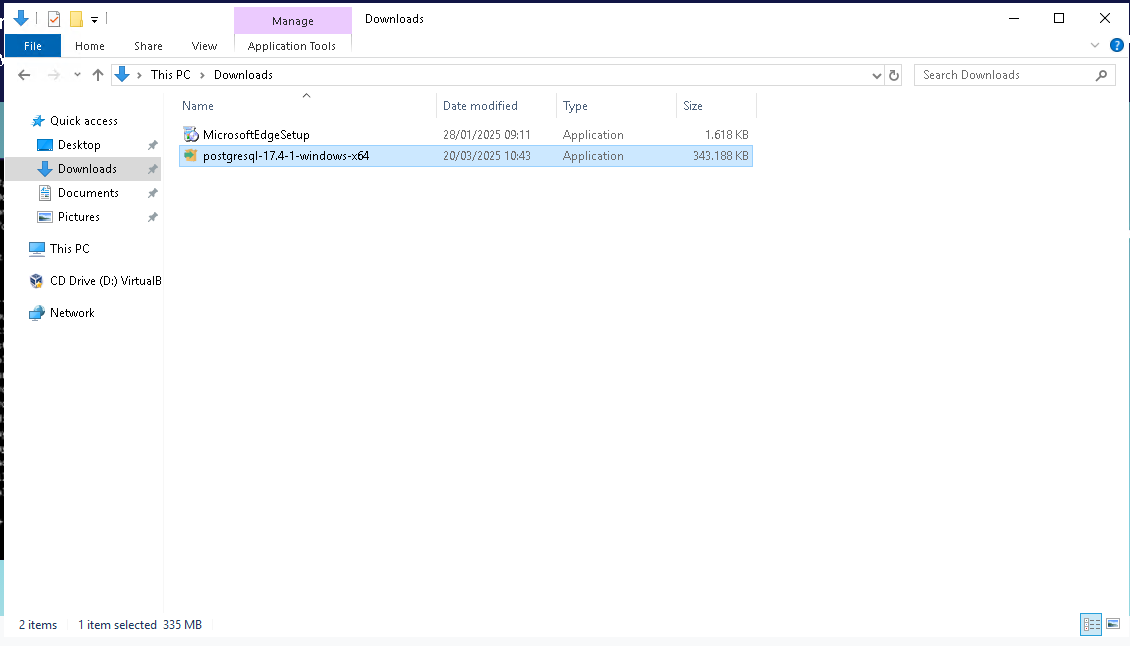 Manage
Downloads
File
Home
Share
View
Application Tools
?
This PC
Downloads
Search Downloads
Name
Date modified
Type
Size
Quick access
Desktop
Downloads
Documents
Pictures
This PC
CD Drive (D:) VirtualB
Network
MicrosoftEdgeSetup 28/01/2025 09:11 Application 1.618 KB
postgresql-17.4-1-windows-x64 20/03/2025 10:43 Application 343.188 KB
2 items
1 item selected 335 MB